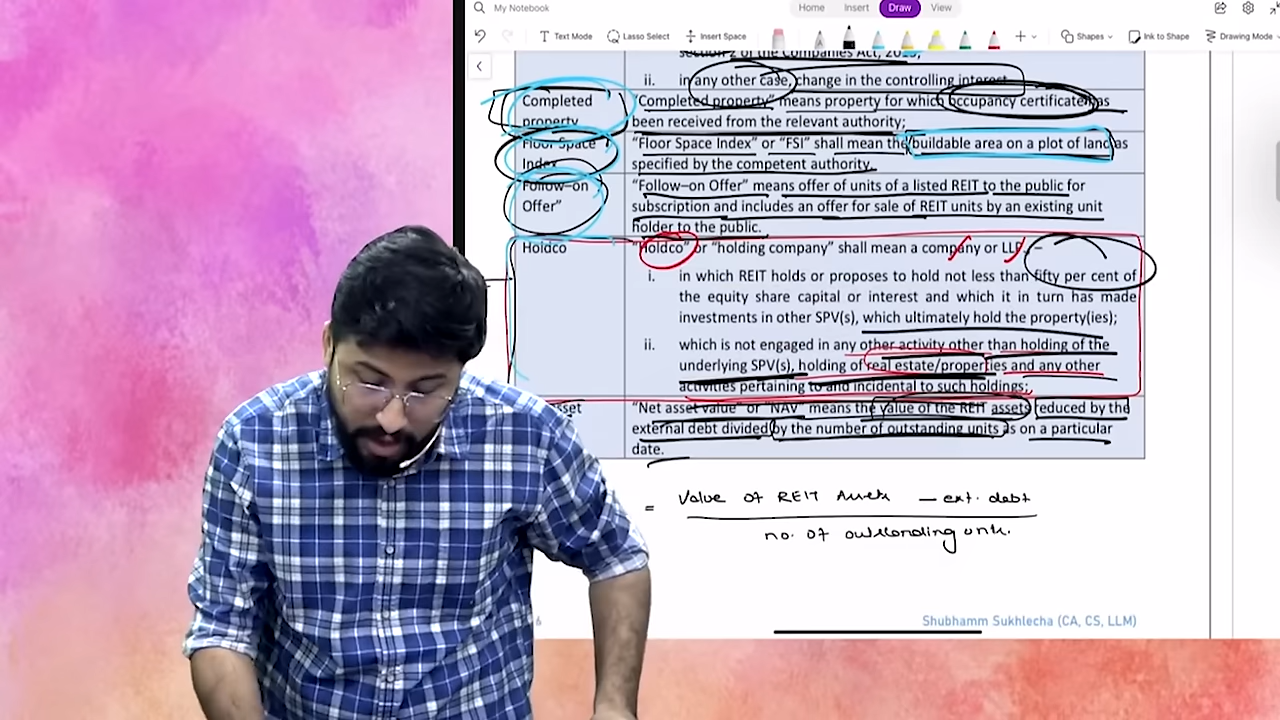 My Notebook
Home Insert Draw View
Text Mode Lasso Select Insert Space Shapes Ink to Shape Drawing Mode
section 2 of the Companies Act, 2013;
ii. in any other case, change in the controlling interest
Completed property
"Completed property" means property for which occupancy certificate has
been received from the relevant authority;
Floor Space Index
"Floor Space Index" or "FSI" shall mean the buildable area on a plot of land as
specified by the competent authority.
Follow–on Offer"
"Follow–on Offer" means offer of units of a listed REIT to the public for
subscription and includes an offer for sale of REIT units by an existing unit
holder to the public.
Holdco
"Holdco" or "holding company" shall mean a company or LLP, –
i. in which REIT holds or proposes to hold not less than fifty per cent of
the equity share capital or interest and which it in turn has made
investments in other SPV(s), which ultimately hold the property(ies);
ii. which is not engaged in any other activity other than holding of the
underlying SPV(s), holding of real estate/properties and any other
activities pertaining to and incidental to such holdings;
"Net asset value" or "NAV" means the value of the REIT assets reduced by the
external debt divided by the number of outstanding units as on a particular
date.
= Value of REIT Assets — ext. debt
no. of outstanding units.
6
Shubhamm Sukhlecha (CA, CS, LLM)